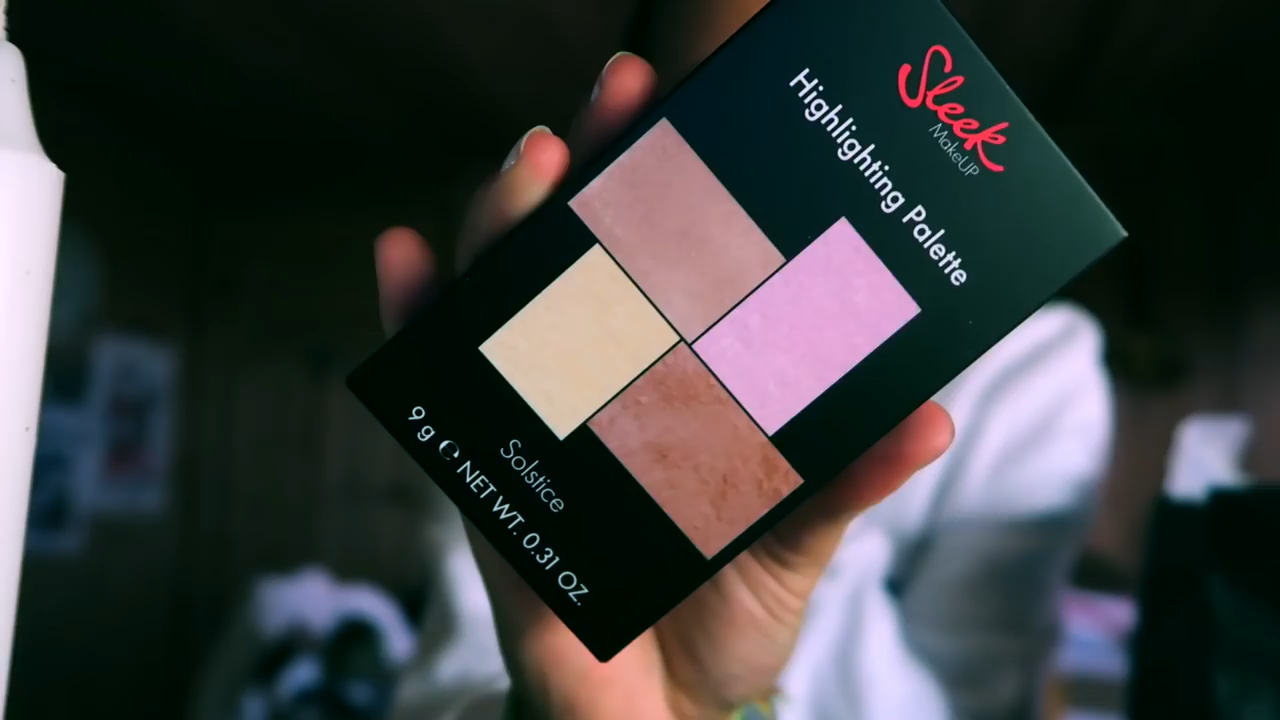 Sleek
MakeUP
Highlighting Palette
Solstice
9 g ℮ NET WT. 0.31 OZ.